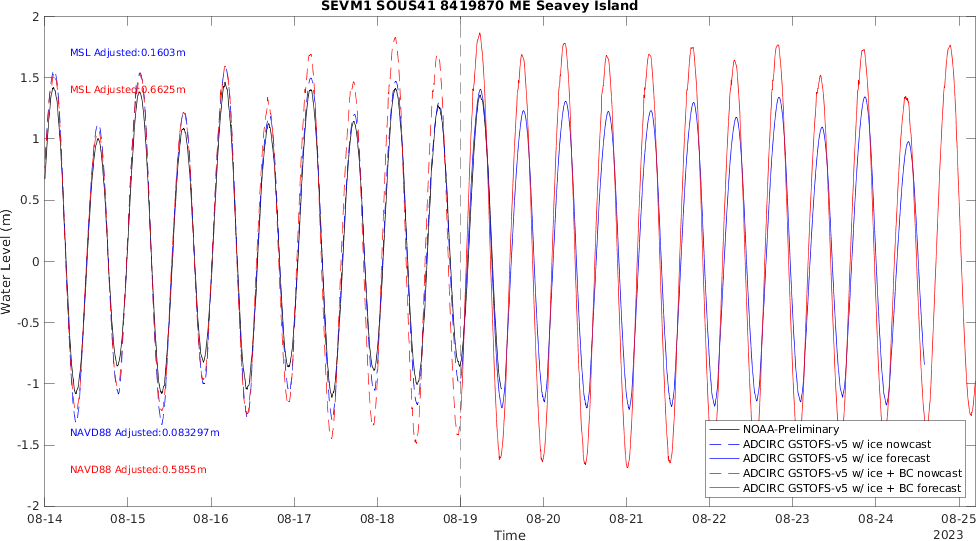 SEVM1 SOUS41 8419870 ME Seavey Island
2
1.5
1
0.5
0
-0.5
-1
-1.5
-2
Water Level (m)
MSL Adjusted:0.1603m
MSL Adjusted:0.6625m
NAVD88 Adjusted:0.083297m
NAVD88 Adjusted:0.5855m
NOAA-Preliminary
ADCIRC GSTOFS-v5 w/ ice nowcast
ADCIRC GSTOFS-v5 w/ ice forecast
ADCIRC GSTOFS-v5 w/ ice + BC nowcast
ADCIRC GSTOFS-v5 w/ ice + BC forecast
08-14 08-15 08-16 08-17 08-18 08-19 08-20 08-21 08-22 08-23 08-24 08-25
Time
2023